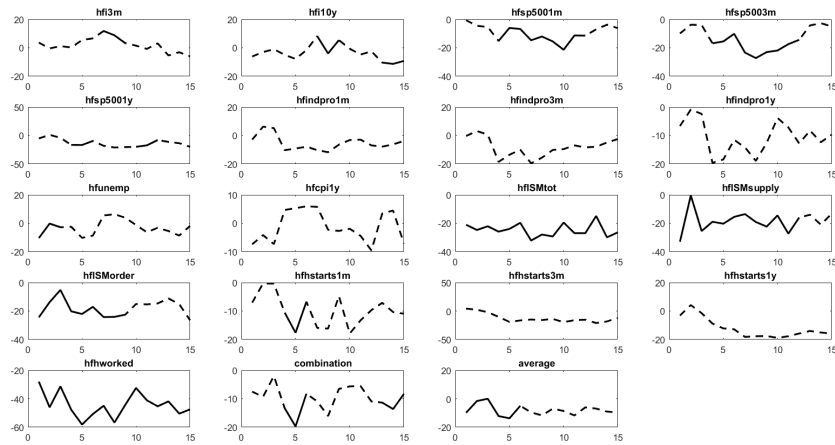 hfi3m hfi10y hfsp5001m hfsp5003m
20 20 0 20
0 0 -20 0
-20 -20 -40 -20
-40
0 5 10 15 0 5 10 15 0 5 10 15 0 5 10 15
hfsp5001y hfindpro1m hfindpro3m hfindpro1y
50 20 20 0
0 0 0 -10
-50 -20 -20 -20
0 5 10 15 0 5 10 15 0 5 10 15 0 5 10 15
hfunemp hfcpi1y hfISMtot hfISMsupply
20 10 0 0
0 0 -20 -20
-20 -10 -40 -40
0 5 10 15 0 5 10 15 0 5 10 15 0 5 10 15
hfISMorder hfhstarts1m hfhstarts3m hfhstarts1y
0 0 50 20
-20 -10 0 0
-40 -20 -50 -20
0 5 10 15 0 5 10 15 0 5 10 15 0 5 10 15
hfhworked combination average
-20 0 20
-40 -10 0
-60 -20 -20
0 5 10 15 0 5 10 15 0 5 10 15